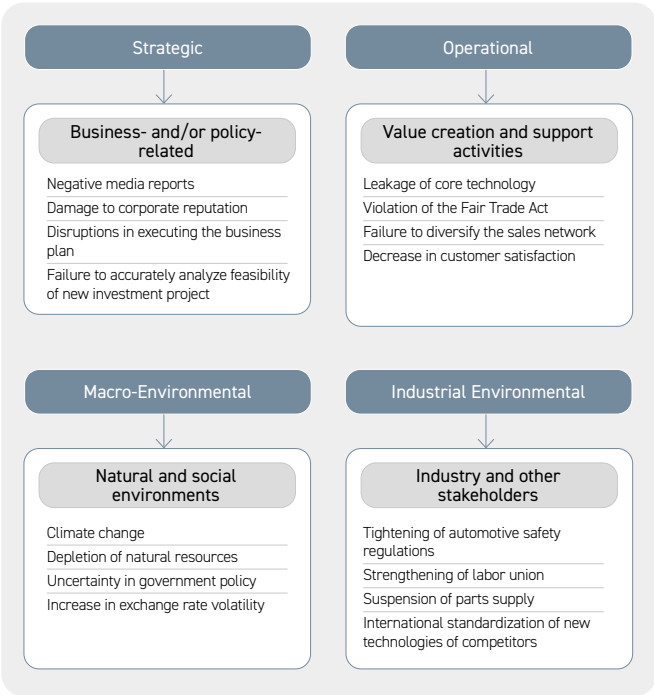 Strategic
Business- and/or policy-
related
Negative media reports
Damage to corporate reputation
Disruptions in executing the business
plan
Failure to accurately analyze feasibility
of new investment project
Operational
Value creation and support
activities
Leakage of core technology
Violation of the Fair Trade Act
Failure to diversify the sales network
Decrease in customer satisfaction
Macro-Environmental
Natural and social
environments
Climate change
Depletion of natural resources
Uncertainty in government policy
Increase in exchange rate volatility
Industrial Environmental
Industry and other
stakeholders
Tightening of automotive safety
regulations
Strengthening of labor union
Suspension of parts supply
International standardization of new
technologies of competitors